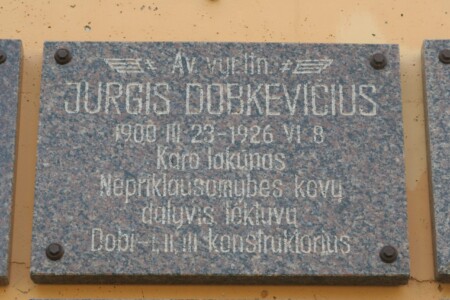 Av. vyr. ltn.
JURGIS DOBKEVIČIUS
1900 III 23-1926 VI 8
Karo lakūnas
Nepriklausomybės kovų
dalyvis lėktuvų
Dobi-I, II, III konstruktorius